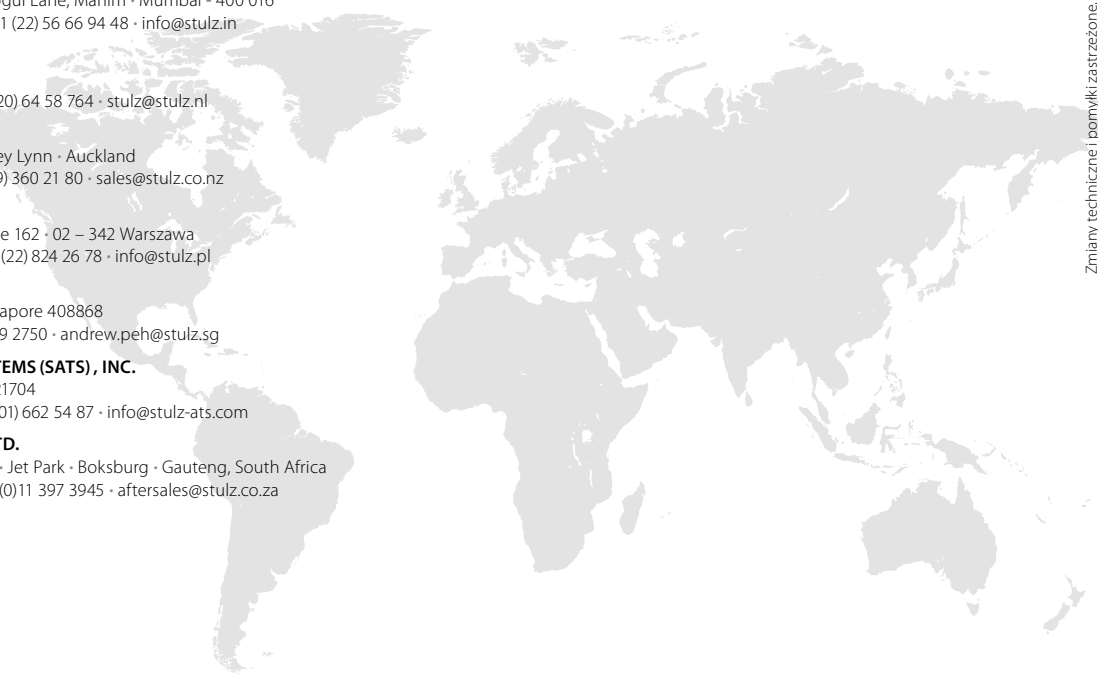 gul Lane, Mahim • Mumbai - 400 016
1 (22) 56 66 94 48 • info@stulz.in
20) 64 58 764 • stulz@stulz.nl
ey Lynn • Auckland
9) 360 21 80 • sales@stulz.co.nz
e 162 • 02 – 342 Warszawa
(22) 824 26 78 • info@stulz.pl
apore 408868
9 2750 • andrew.peh@stulz.sg
TEMS (SATS) , INC.
21704
01) 662 54 87 • info@stulz-ats.com
TD.
• Jet Park • Boksburg • Gauteng, South Africa
(0)11 397 3945 • aftersales@stulz.co.za
Zmiany techniczne i pomyłki zastrzeżone.